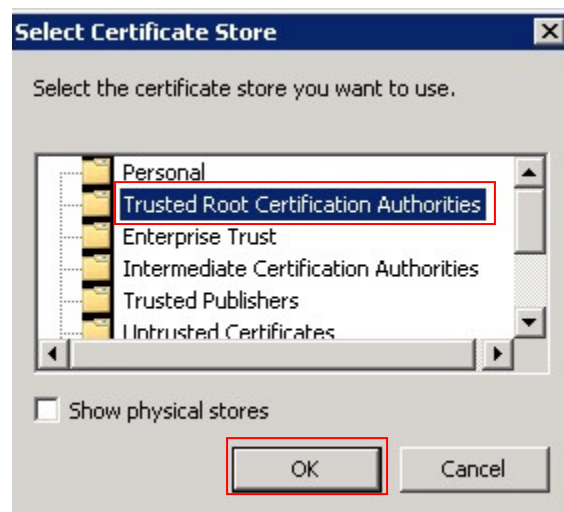 Select Certificate Store
Select the certificate store you want to use.
Personal
Trusted Root Certification Authorities
Enterprise Trust
Intermediate Certification Authorities
Trusted Publishers
Untrusted Certificates
Show physical stores
OK
Cancel